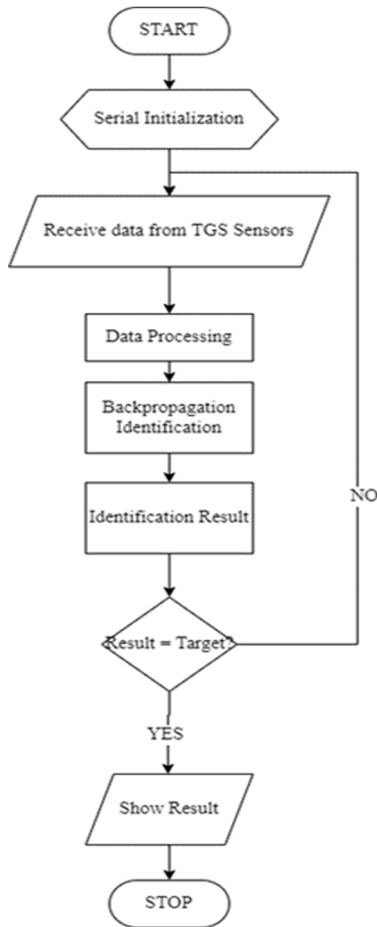 START
Serial Initialization
Receive data from TGS Sensors
Data Processing
Backpropagation
Identification
Identification Result
NO
Result = Target?
YES
Show Result
STOP